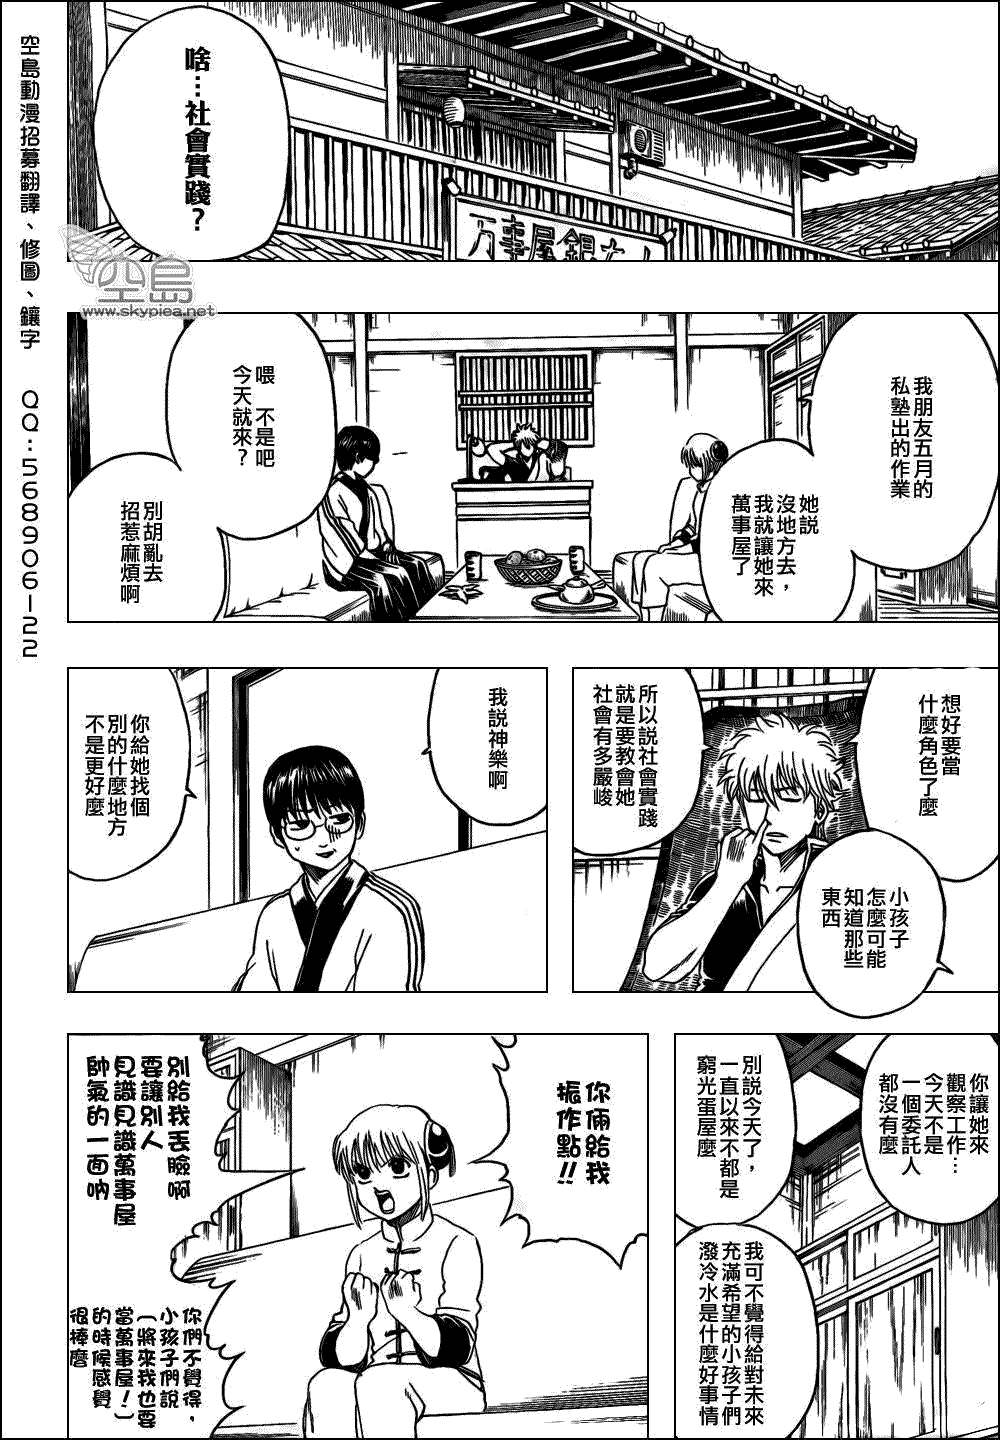 空島動漫招募翻譯、修圖、鑲字 QQ:568906122
啥…社會實踐?
万事屋銀
空島
www.skypiea.net
我朋友五月的
私塾出的作業
她說
沒地方去,
我就讓她來
萬事屋了
喂 不是吧
今天就來?
別胡亂去
招惹麻煩啊
想好要當
什麼角色了麼
小孩子
怎麼可能
知道那些
東西
所以說社會實踐
就是要教會她
社會有多嚴峻
我說神樂啊
你給她找個
別的什麼地方
不是更好麼
你讓她來
觀察工作…
今天不是
一個委託人
都沒有麼
別說今天了,
一直以來不都是
窮光蛋屋麼
我可不覺得給對未來
充滿希望的小孩子們
潑冷水是什麼好事情
你倆給我
振作點!!
別給我丟臉啊
要讓別人
見識見識萬事屋
帥氣的一面吶
你們不覺得,
小孩子們說
(將來我也要
當萬事屋!)
的時候感覺
很棒麼